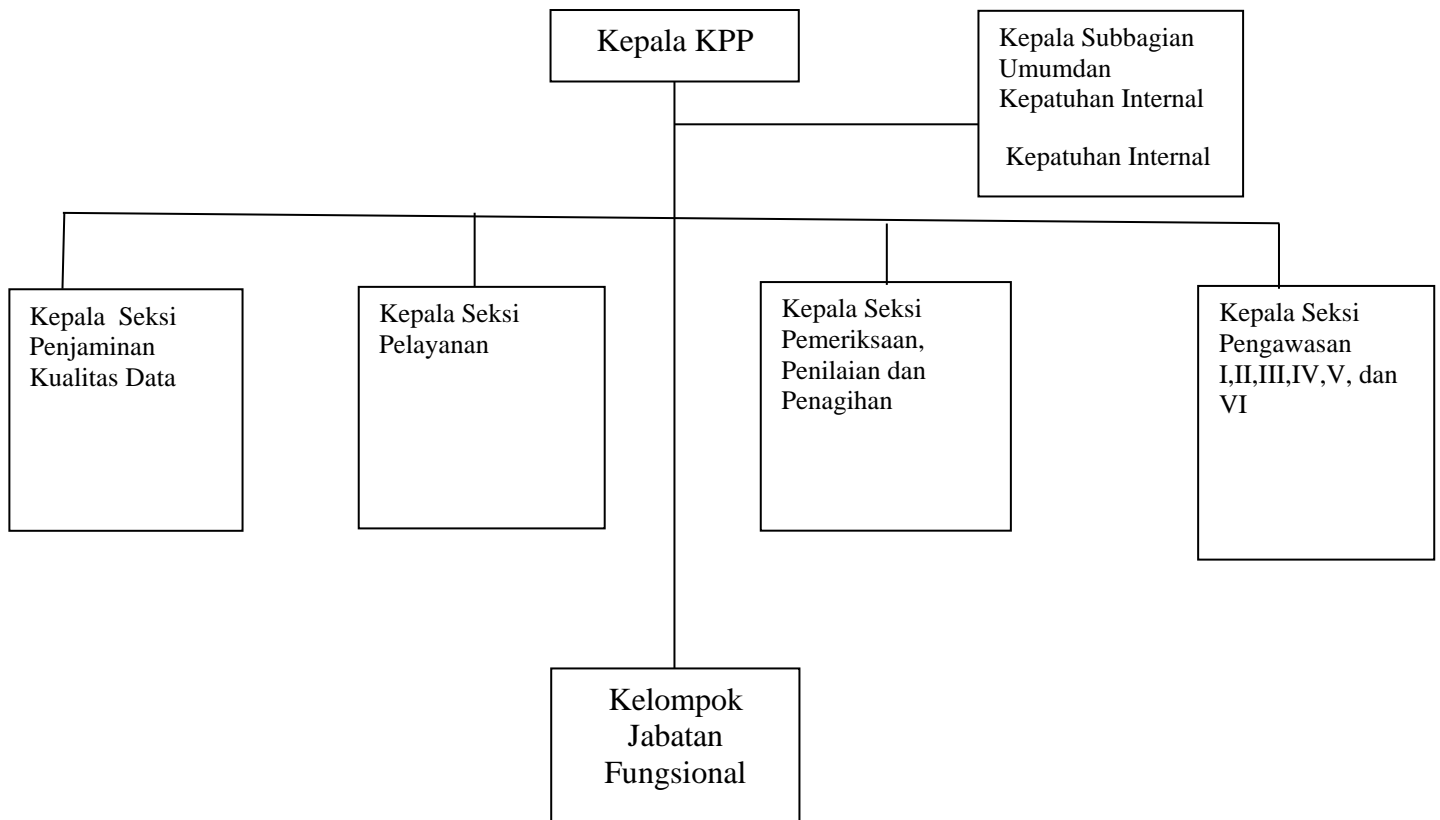 Kepala KPP
Kepala Subbagian
Umumdan
Kepatuhan Internal
Kepatuhan Internal
Kepala  Seksi
Penjaminan
Kualitas Data
Kepala Seksi
Pelayanan
Kepala Seksi
Pemeriksaan,
Penilaian dan
Penagihan
Kepala Seksi
Pengawasan
I,II,III,IV,V, dan
VI
Kelompok
Jabatan
Fungsional